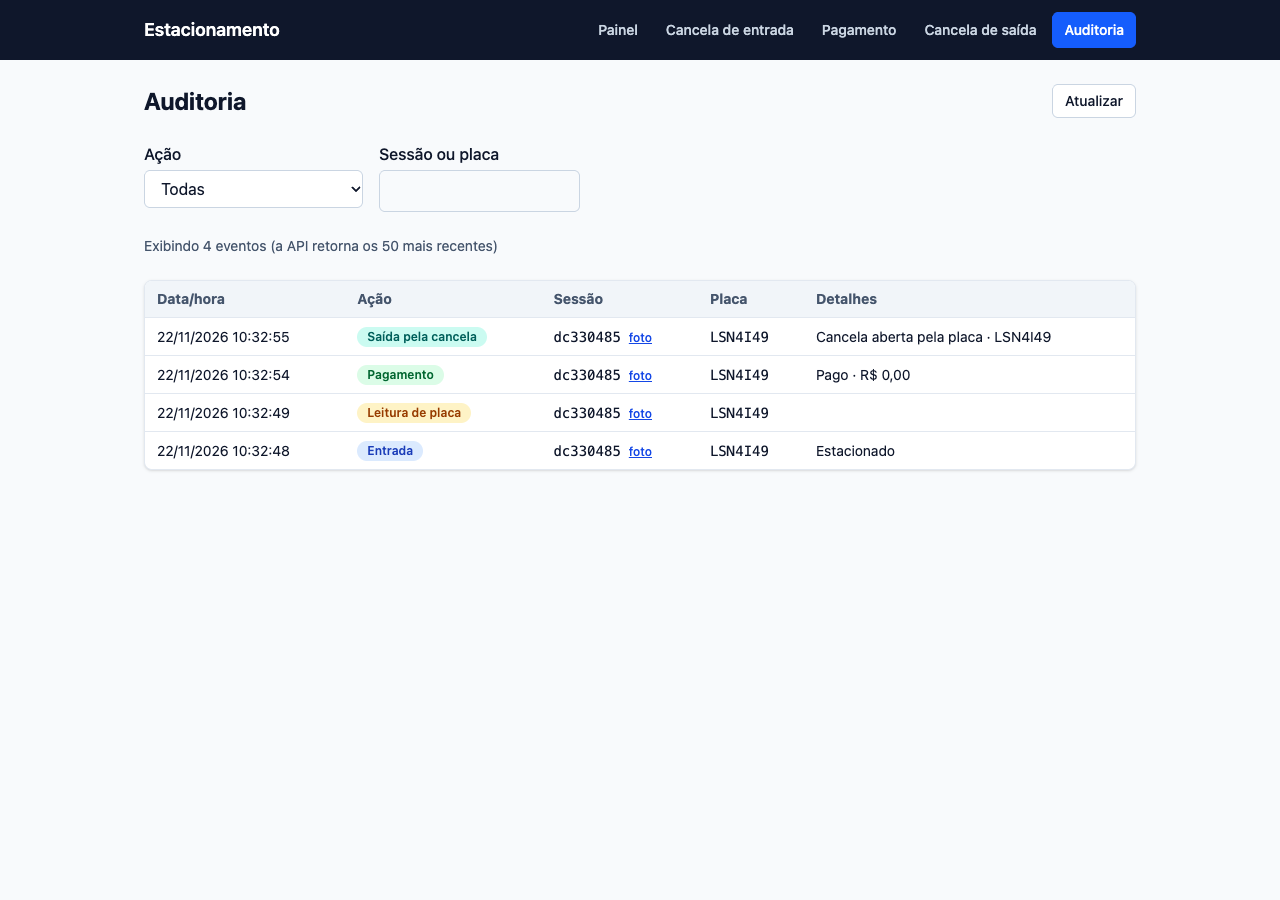 Estacionamento Painel Cancela de entrada Pagamento Cancela de saída Auditoria
Auditoria Atualizar
Ação Sessão ou placa
Todas
Exibindo 4 eventos (a API retorna os 50 mais recentes)
Data/hora Ação Sessão Placa Detalhes
22/11/2026 10:32:55 Saída pela cancela dc330485 foto LSN4I49 Cancela aberta pela placa · LSN4I49
22/11/2026 10:32:54 Pagamento dc330485 foto LSN4I49 Pago · R$ 0,00
22/11/2026 10:32:49 Leitura de placa dc330485 foto LSN4I49
22/11/2026 10:32:48 Entrada dc330485 foto LSN4I49 Estacionado